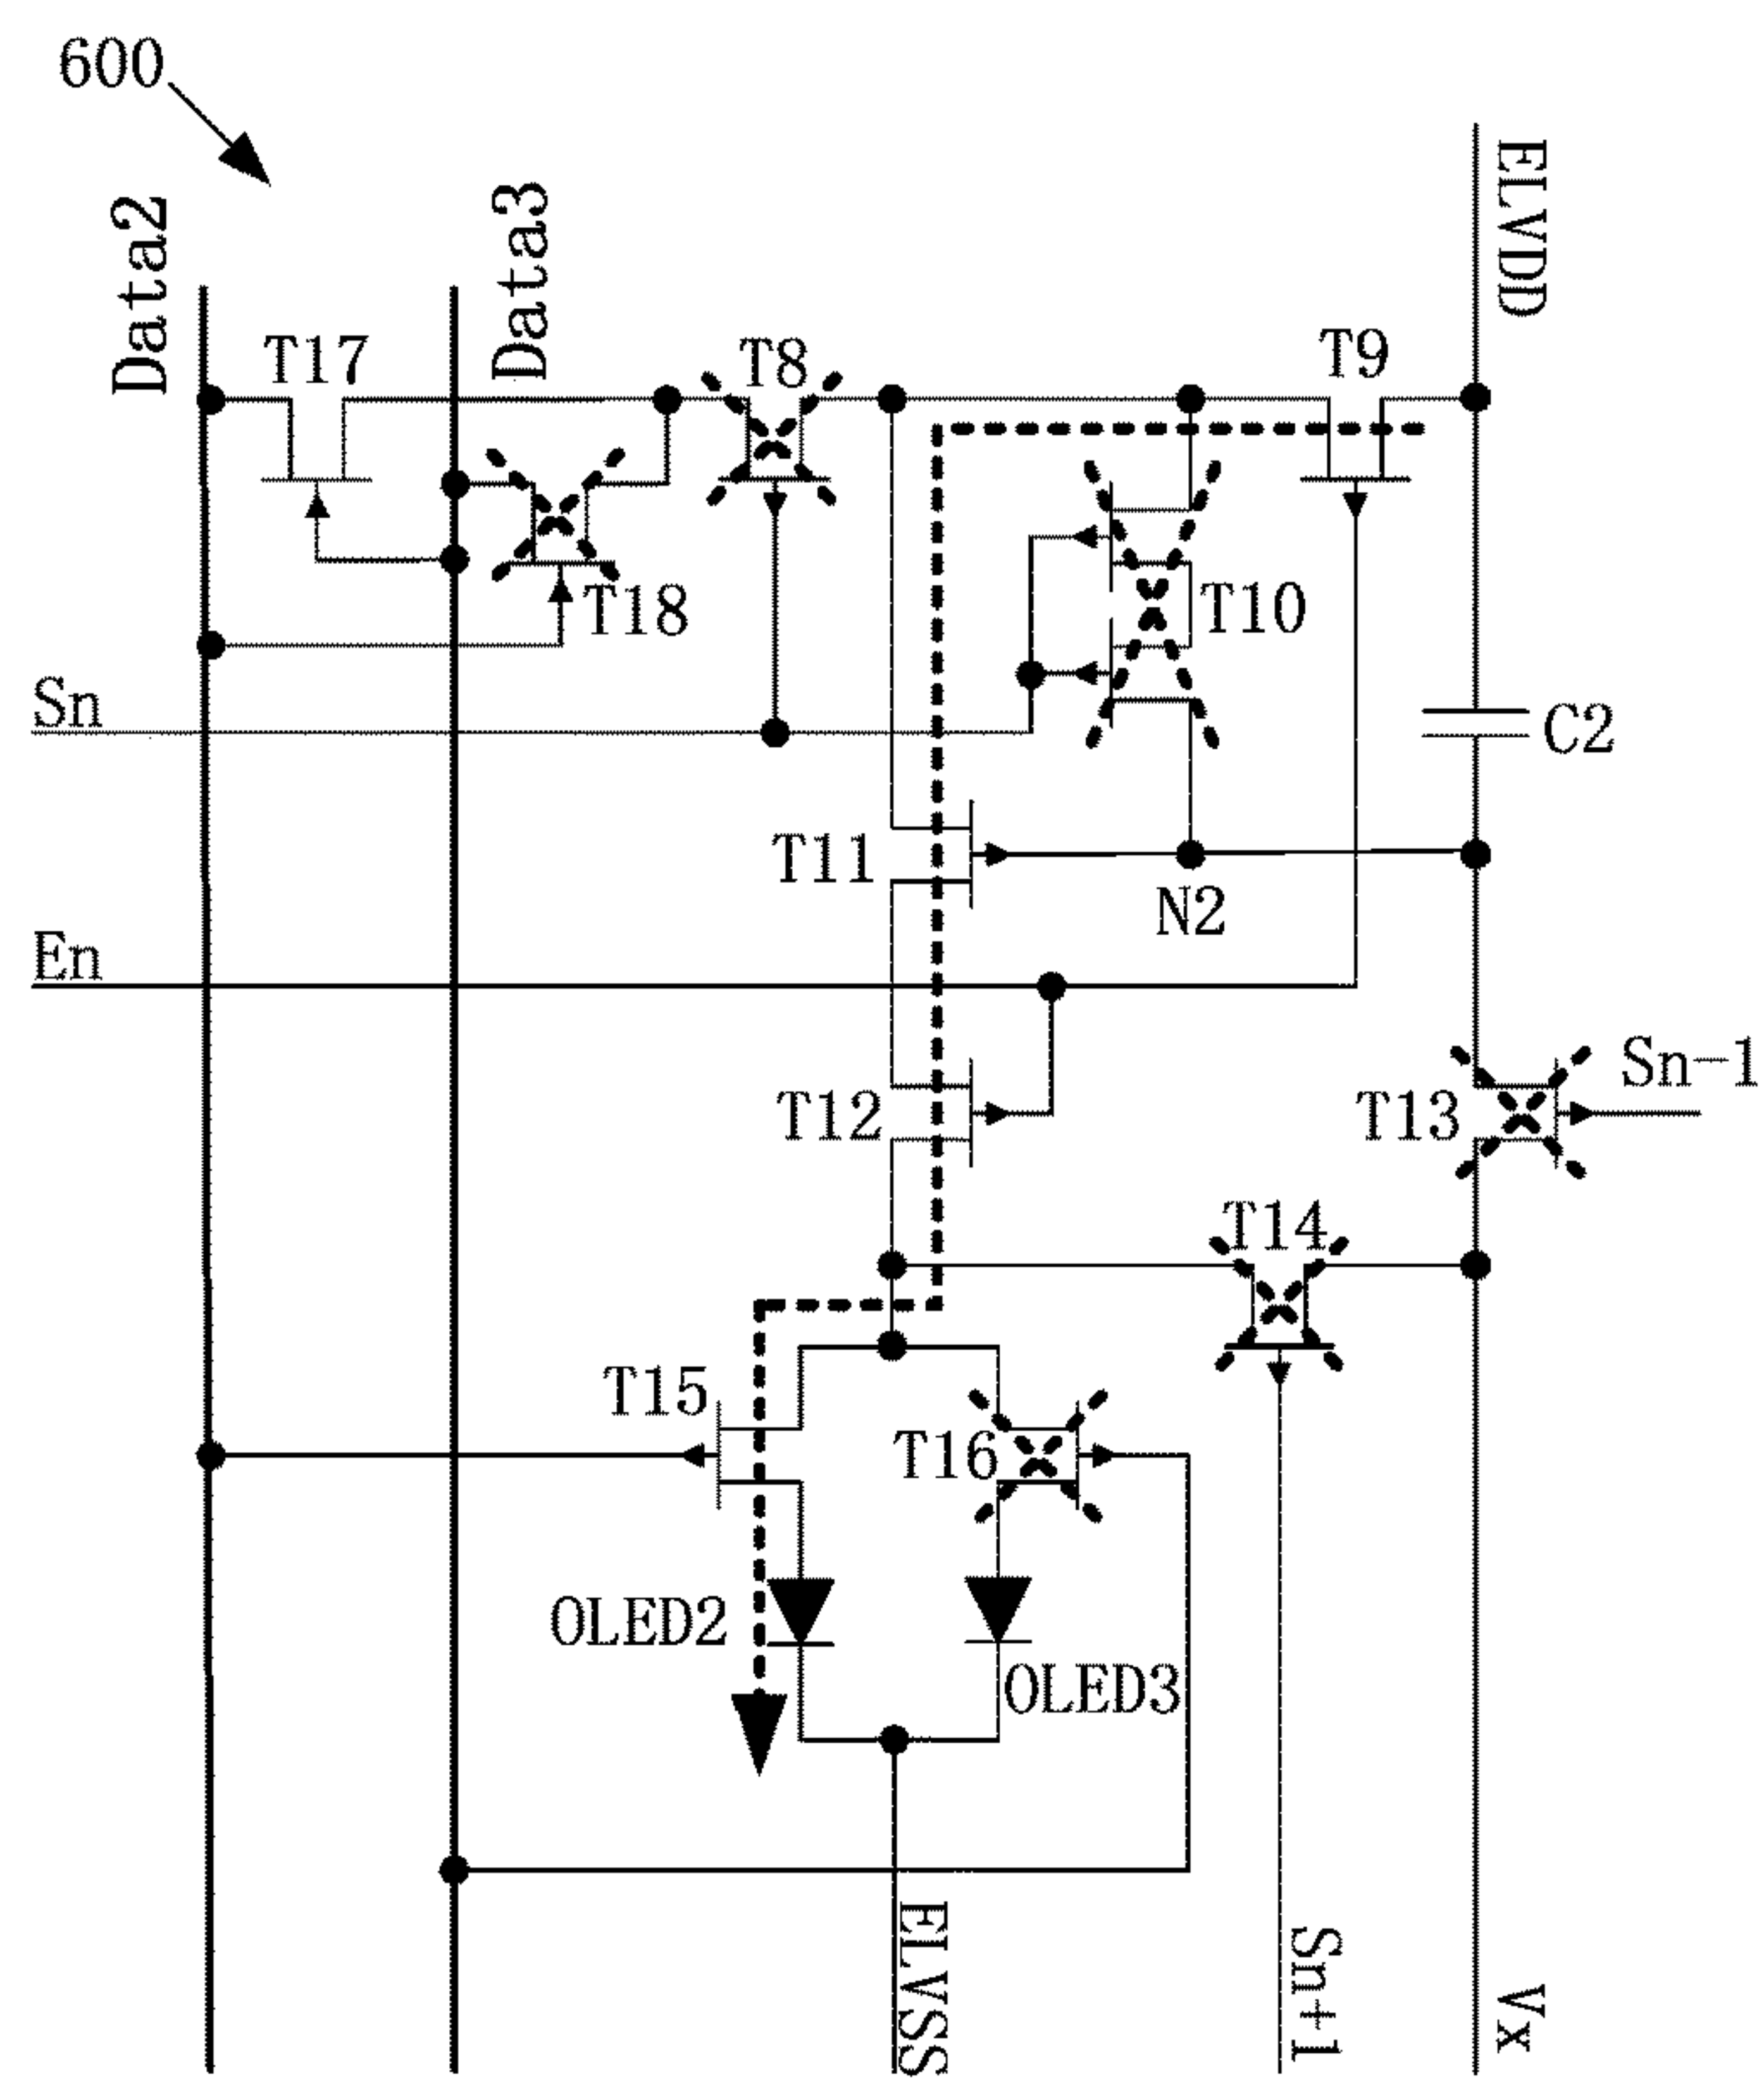 600
Data2
Data3
ELVDD
T17
T8
T9
T18
T10
Sn
C2
T11
N2
En
T12
T13
Sn-1
T14
T15
T16
OLED2
OLED3
ELVSS
Sn+1
Vx